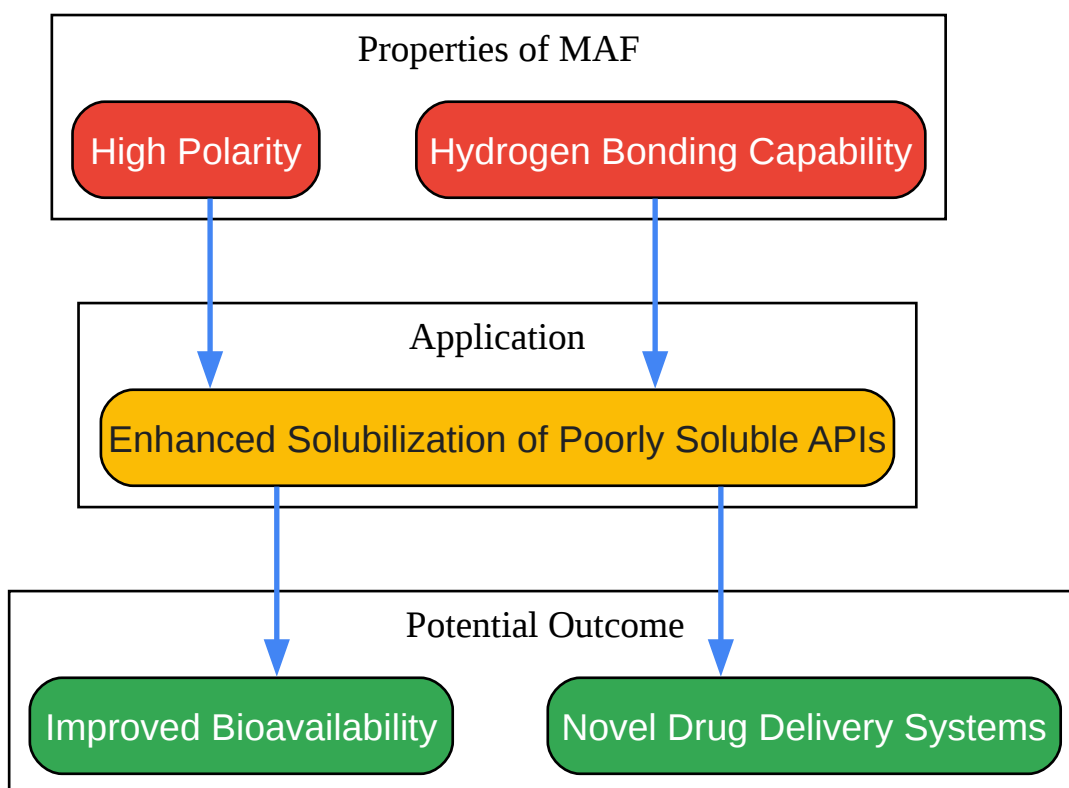 Properties of MAF
High Polarity
Hydrogen Bonding Capability
Application
Enhanced Solubilization of Poorly Soluble APIs
Potential Outcome
Improved Bioavailability
Novel Drug Delivery Systems